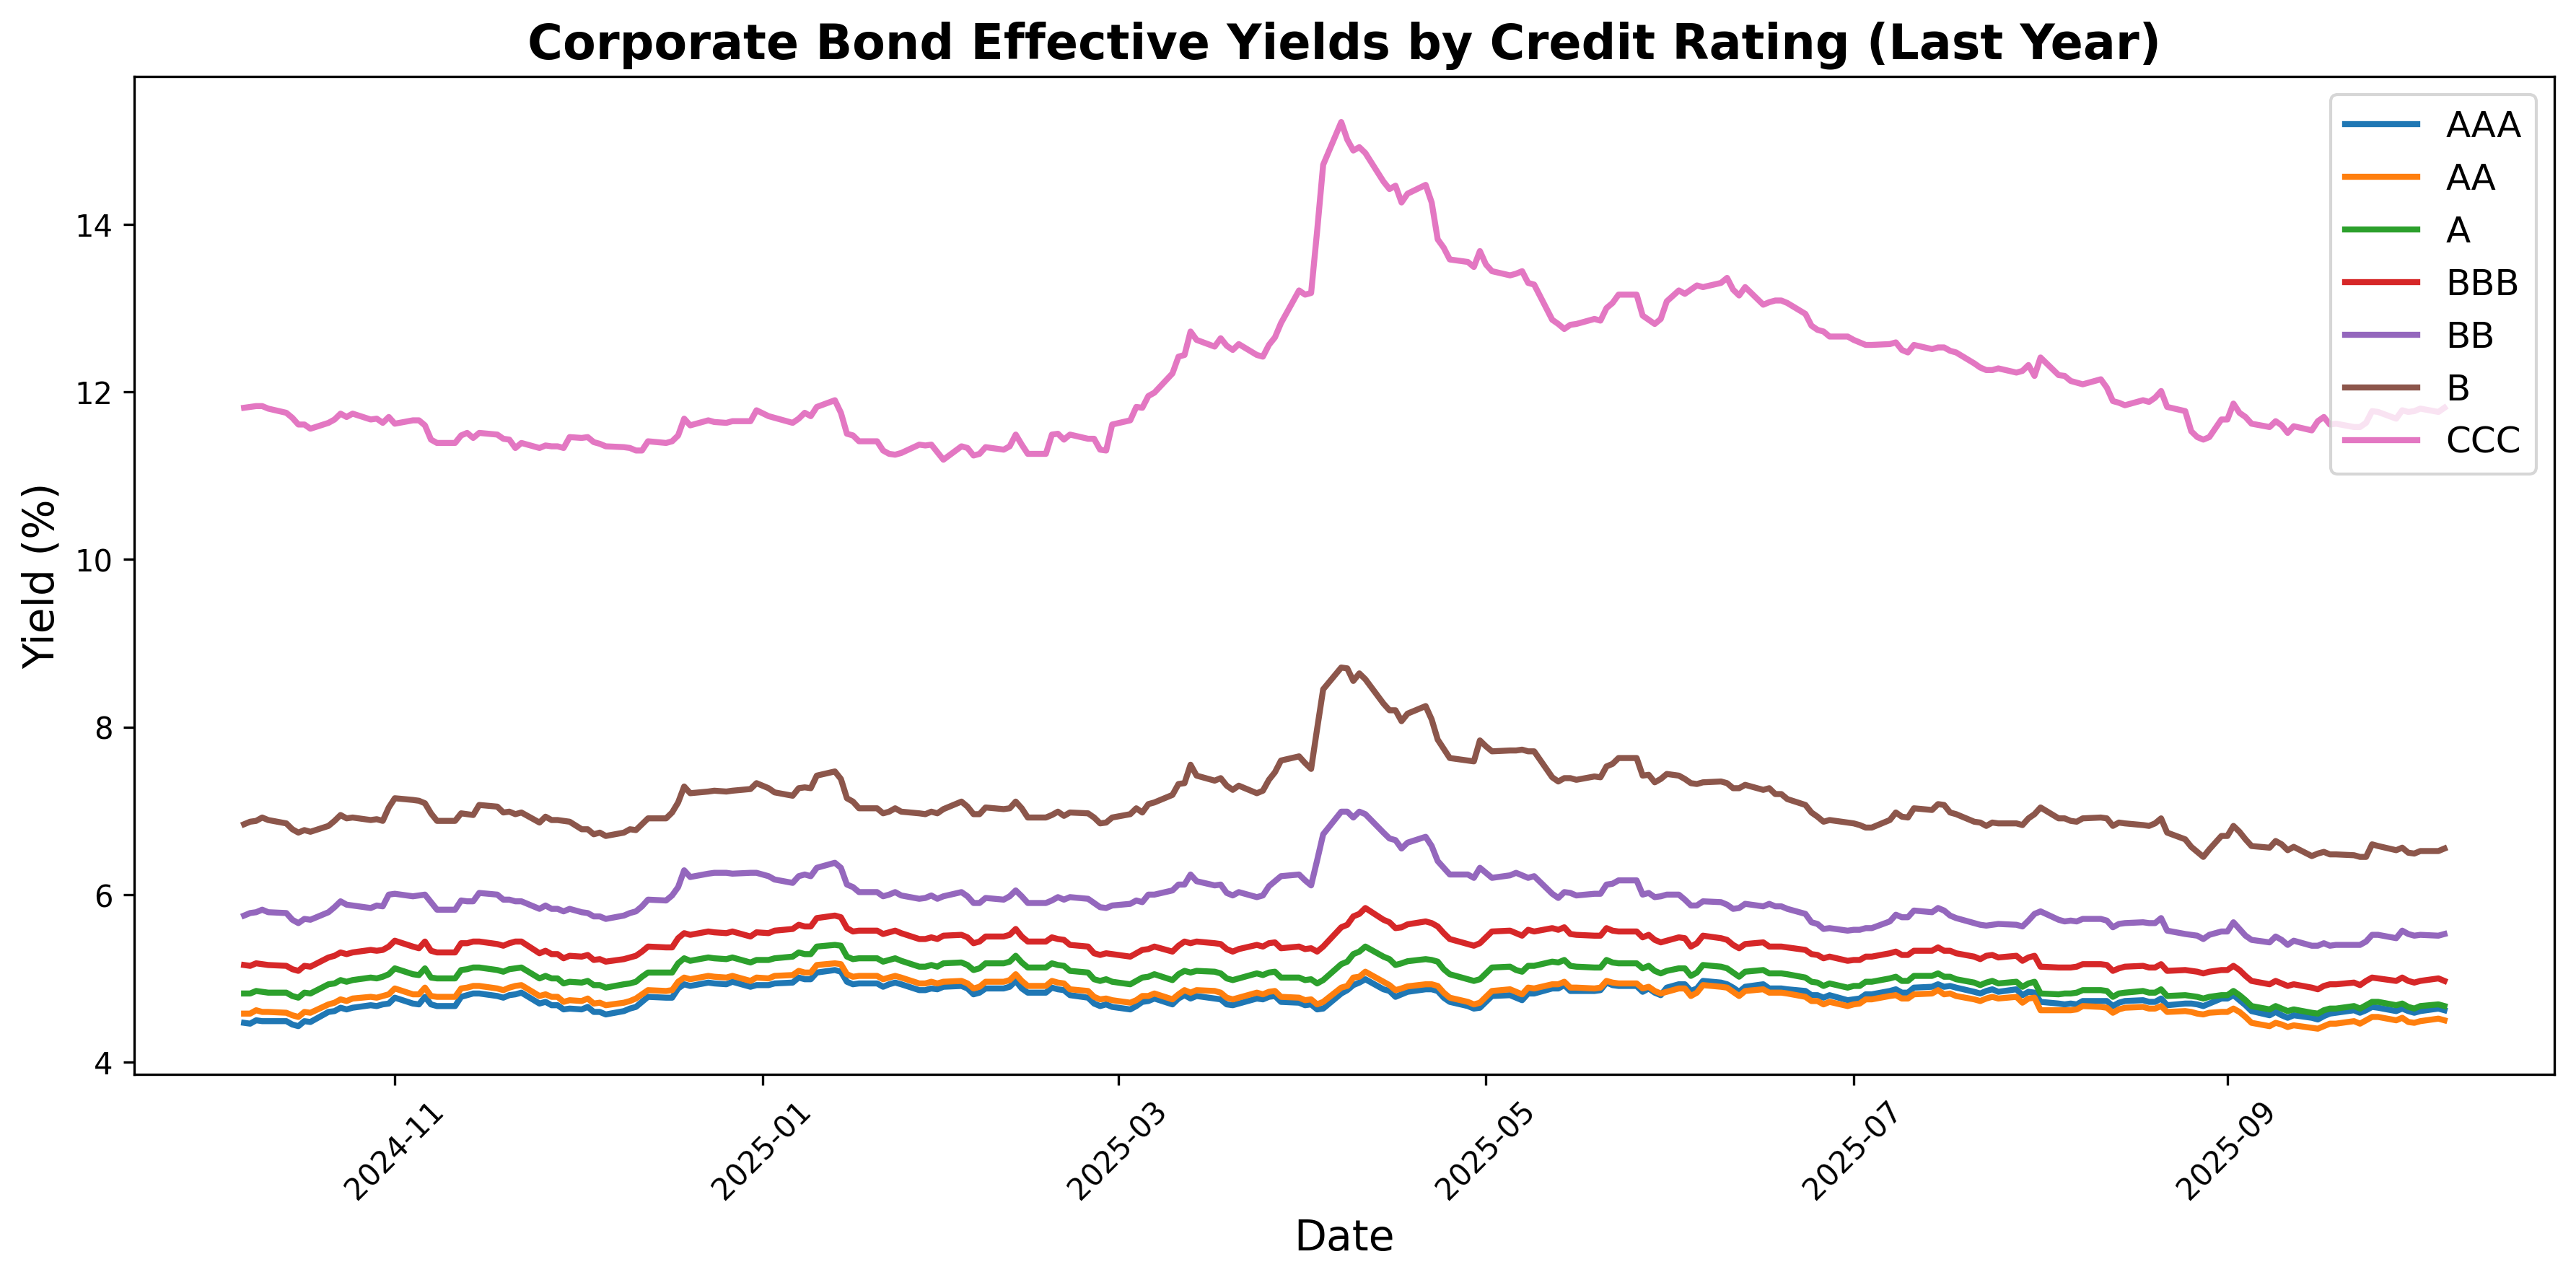 Corporate Bond Effective Yields by Credit Rating (Last Year)
Yield (%)
14
12
10
8
6
4
AAA
AA
A
BBB
BB
B
CCC
2024-11
2025-01
2025-03
2025-05
2025-07
2025-09
Date